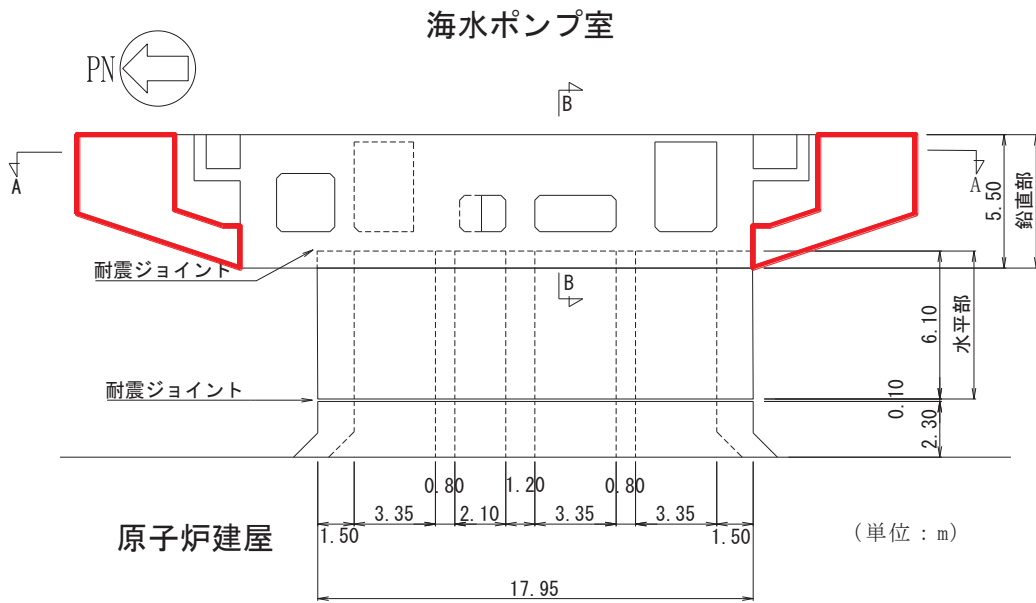 海水ポンプ室
PN
B
A
A
5.50
鉛直部
耐震ジョイント
B
6.10
水平部
耐震ジョイント
0.10
2.30
0.80
1.20
0.80
3.35
2.10
3.35
3.35
1.50
1.50
原子炉建屋
(単位：m)
17.95